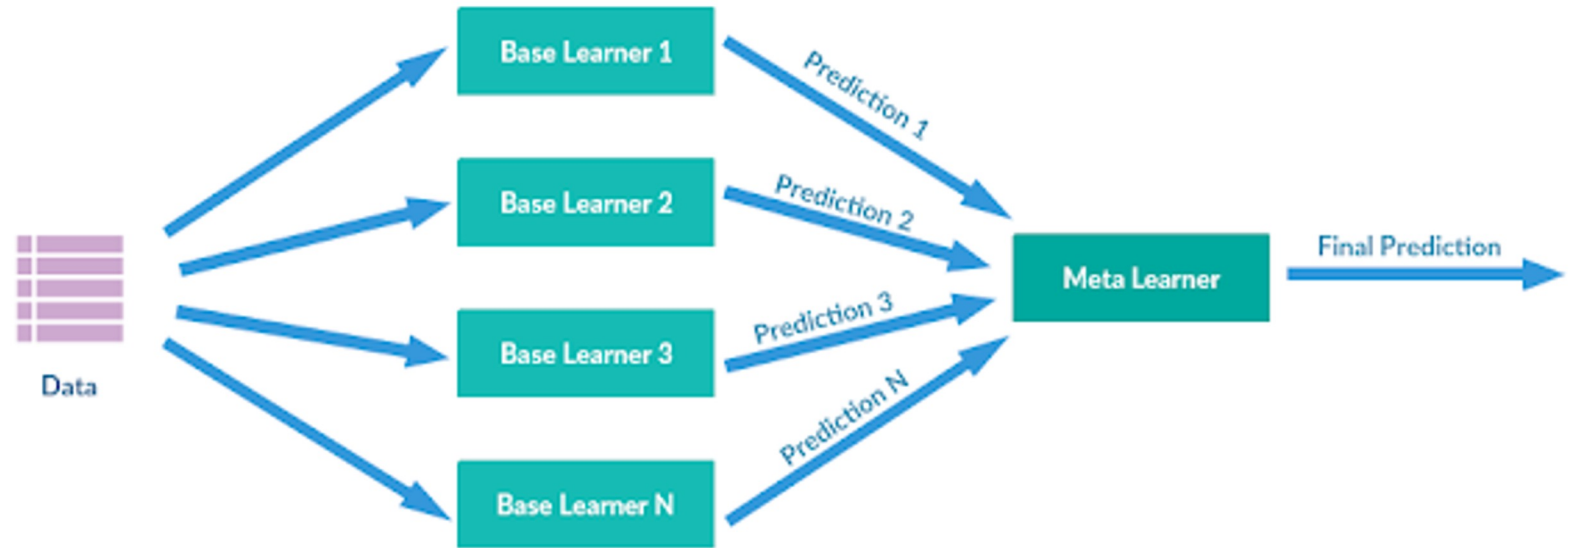 Data
Base Learner 1
Base Learner 2
Base Learner 3
Base Learner N
Prediction 1
Prediction 2
Prediction 3
Prediction N
Meta Learner
Final Prediction